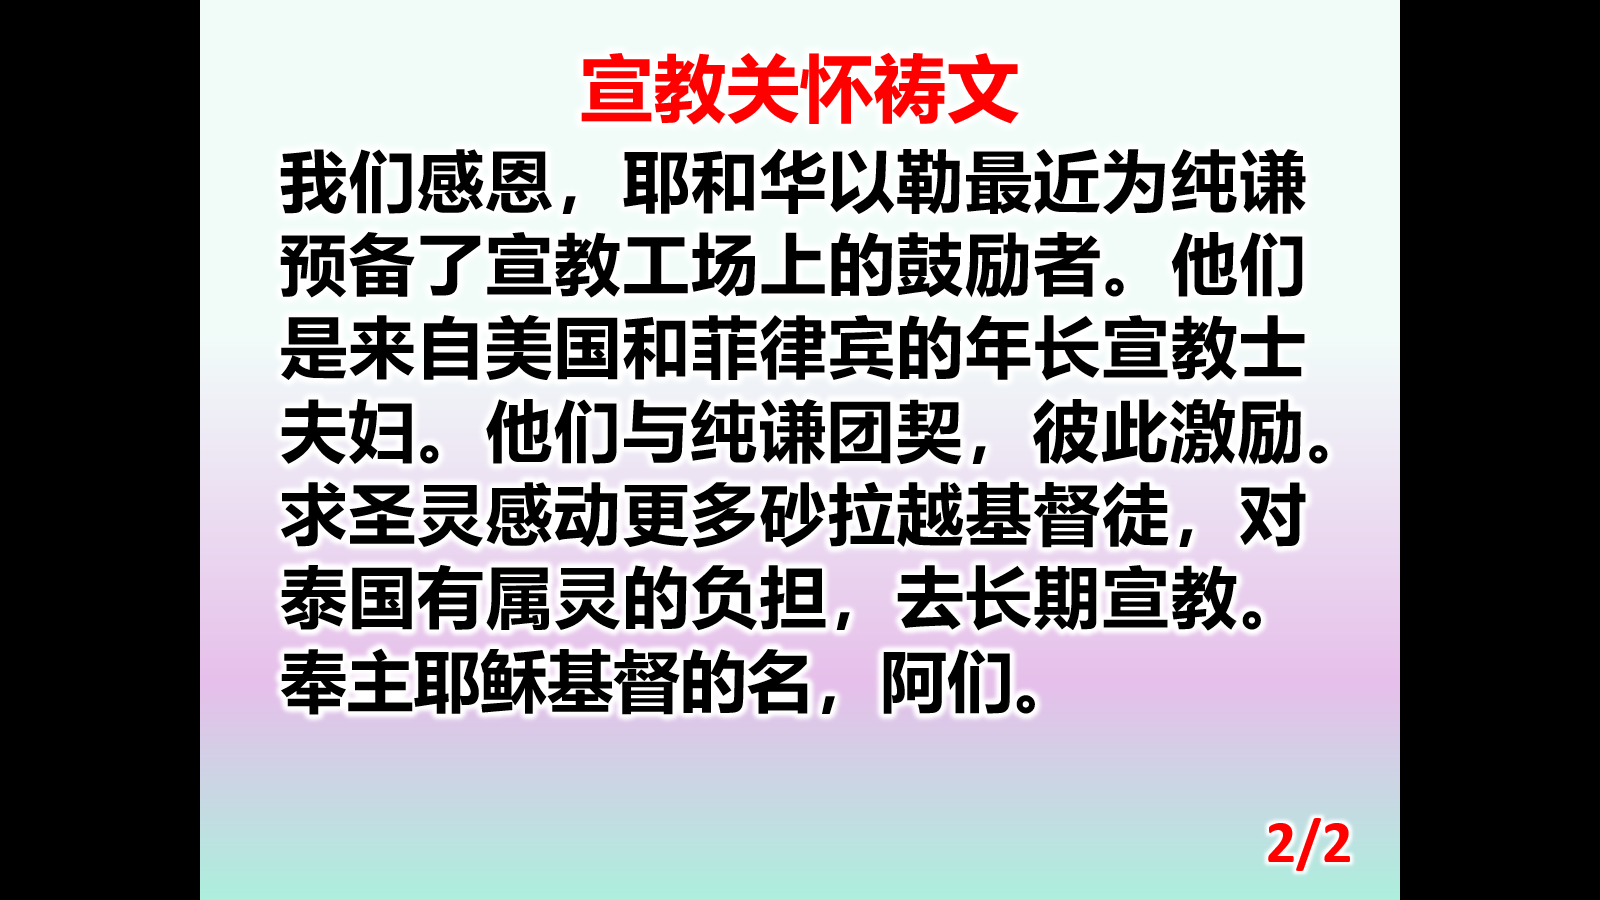 宣教关怀祷文
我们感恩，耶和华以勒最近为纯谦
预备了宣教工场上的鼓励者。他们
是来自美国和菲律宾的年长宣教士
夫妇。他们与纯谦团契，彼此激励。
求圣灵感动更多砂拉越基督徒，对
泰国有属灵的负担，去长期宣教。
奉主耶稣基督的名，阿们。
2/2